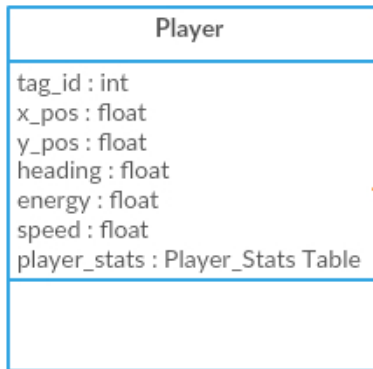 Player
tag_id : int
x_pos : float
y_pos : float
heading : float
energy : float
speed : float
player_stats : Player_Stats Table